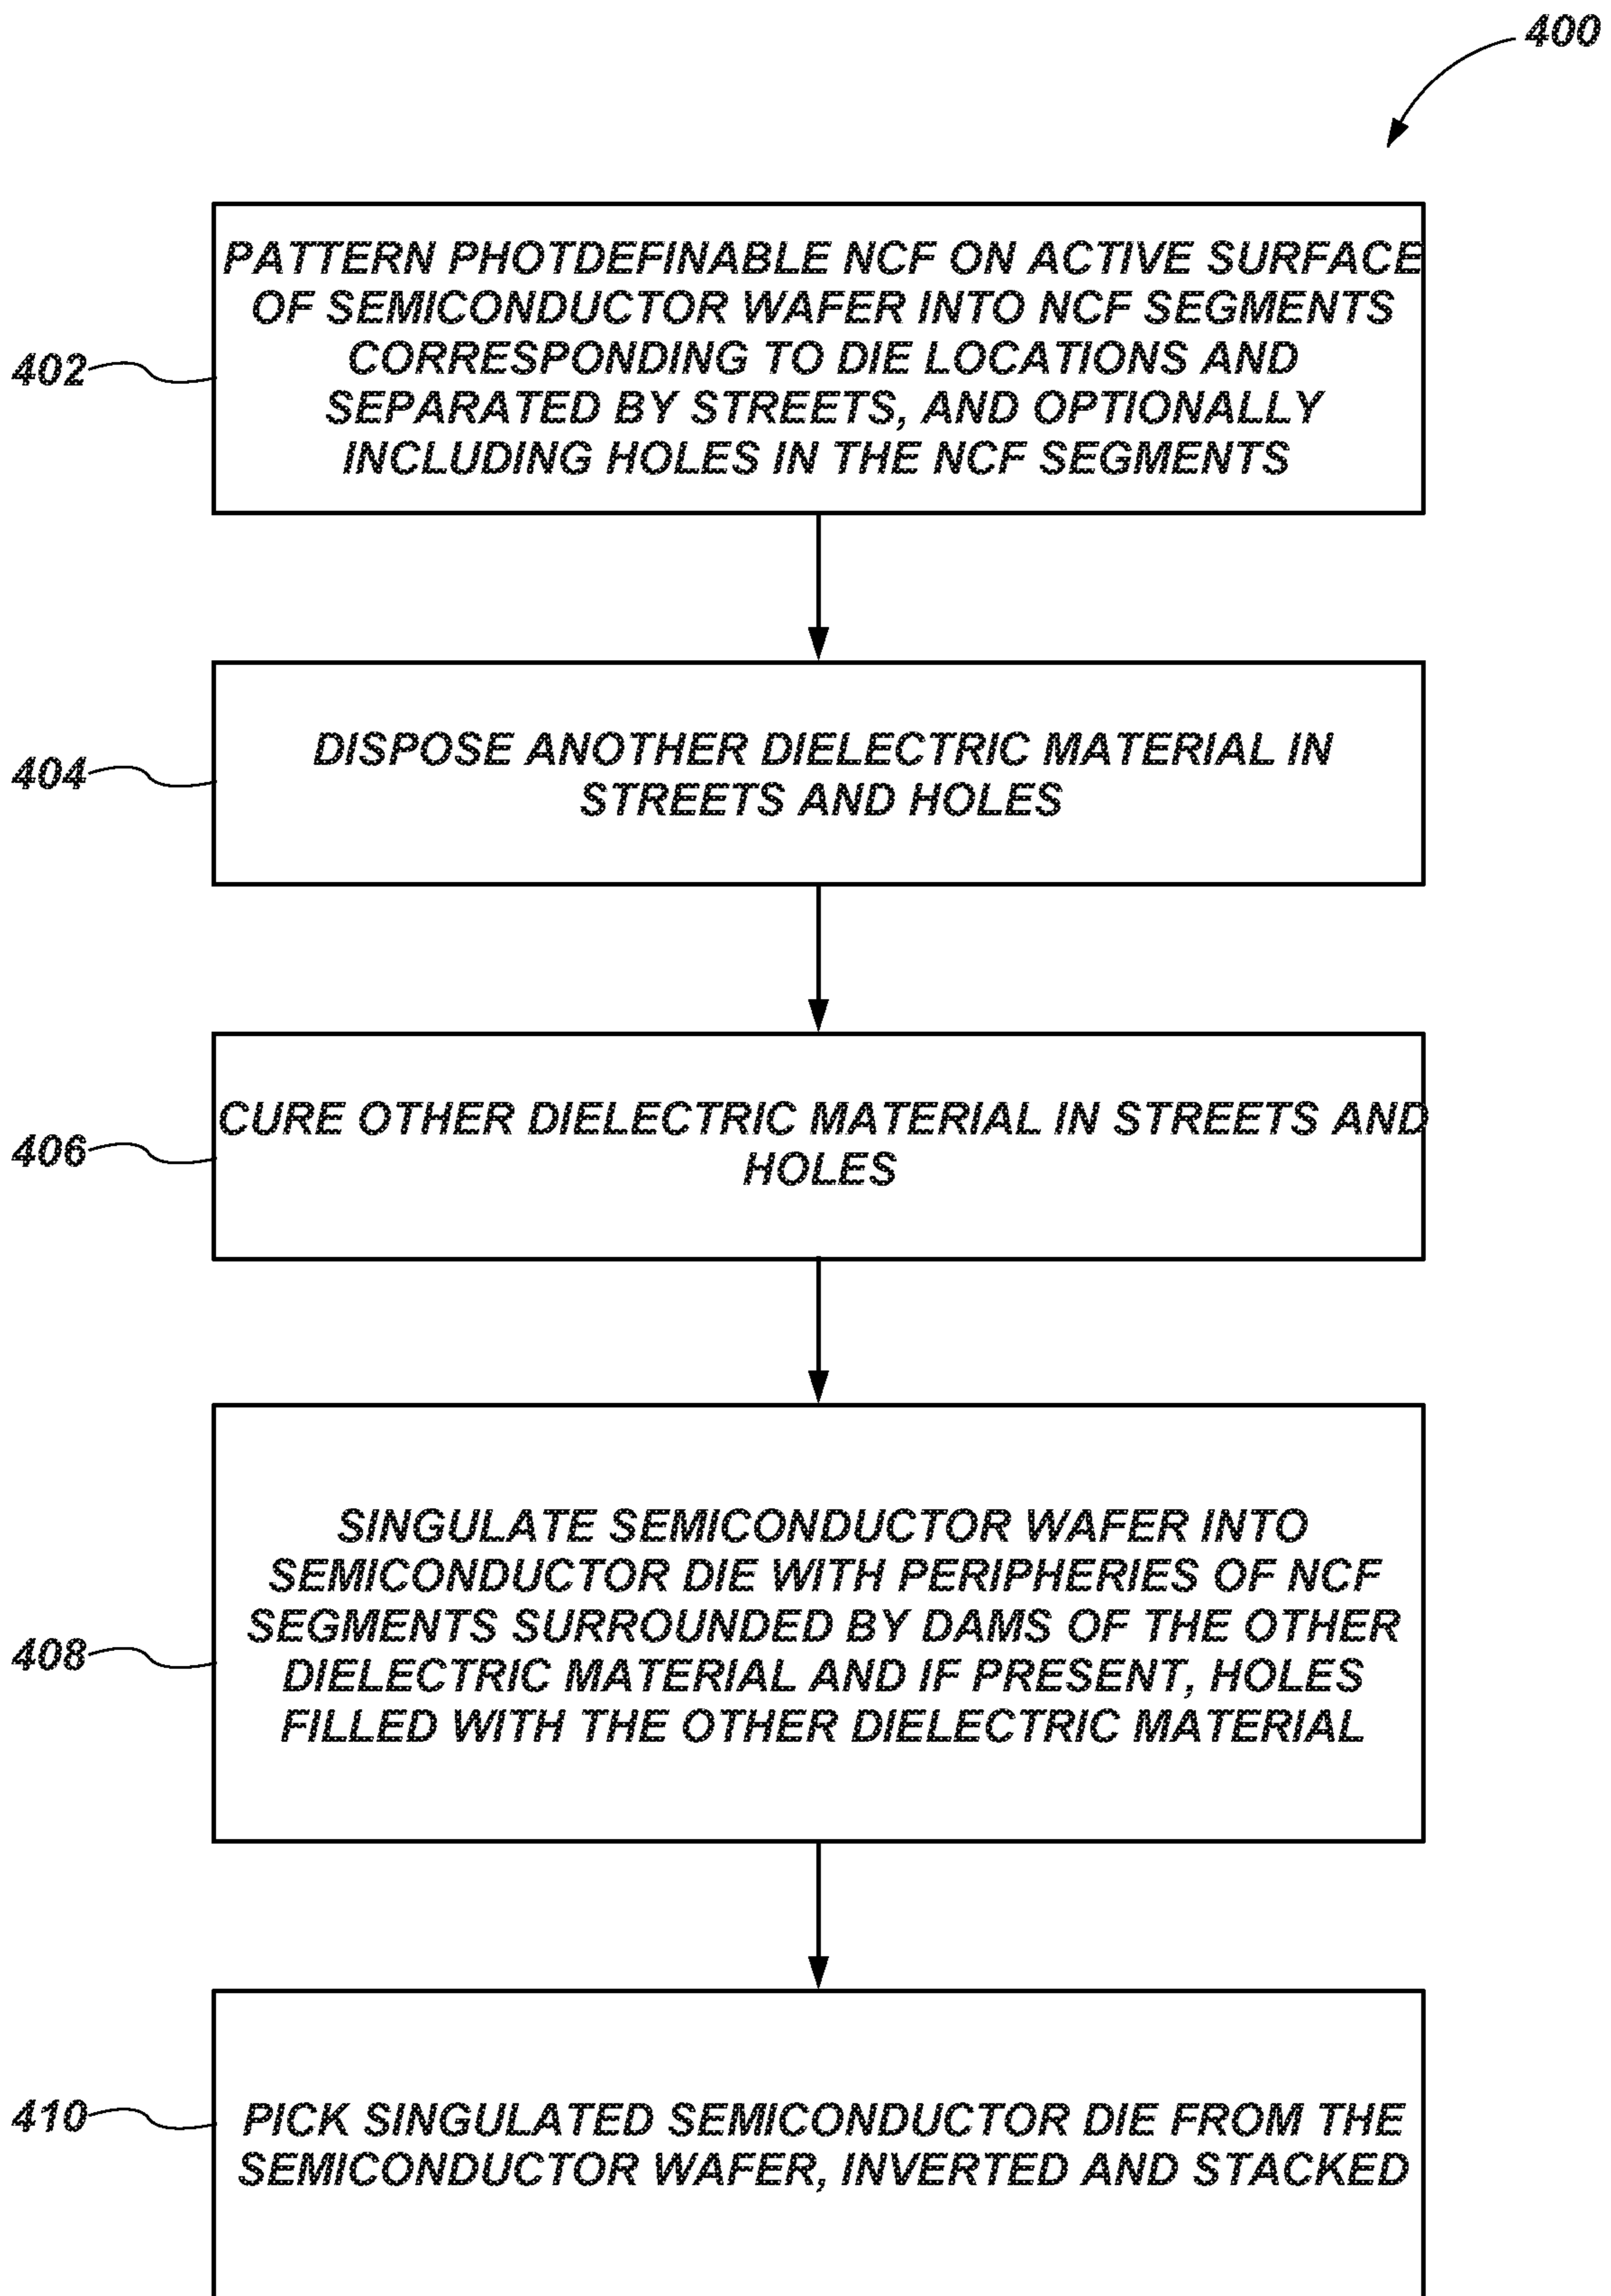 400
PATTERN PHOTDEFINABLE NCF ON ACTIVE SURFACE
OF SEMICONDUCTOR WAFER INTO NCF SEGMENTS
CORRESPONDING TO DIE LOCATIONS AND
SEPARATED BY STREETS, AND OPTIONALLY
INCLUDING HOLES IN THE NCF SEGMENTS
402
DISPOSE ANOTHER DIELECTRIC MATERIAL IN
STREETS AND HOLES
404
CURE OTHER DIELECTRIC MATERIAL IN STREETS AND
HOLES
406
SINGULATE SEMICONDUCTOR WAFER INTO
SEMICONDUCTOR DIE WITH PERIPHERIES OF NCF
SEGMENTS SURROUNDED BY DAMS OF THE OTHER
DIELECTRIC MATERIAL AND IF PRESENT, HOLES
FILLED WITH THE OTHER DIELECTRIC MATERIAL
408
PICK SINGULATED SEMICONDUCTOR DIE FROM THE
SEMICONDUCTOR WAFER, INVERTED AND STACKED
410